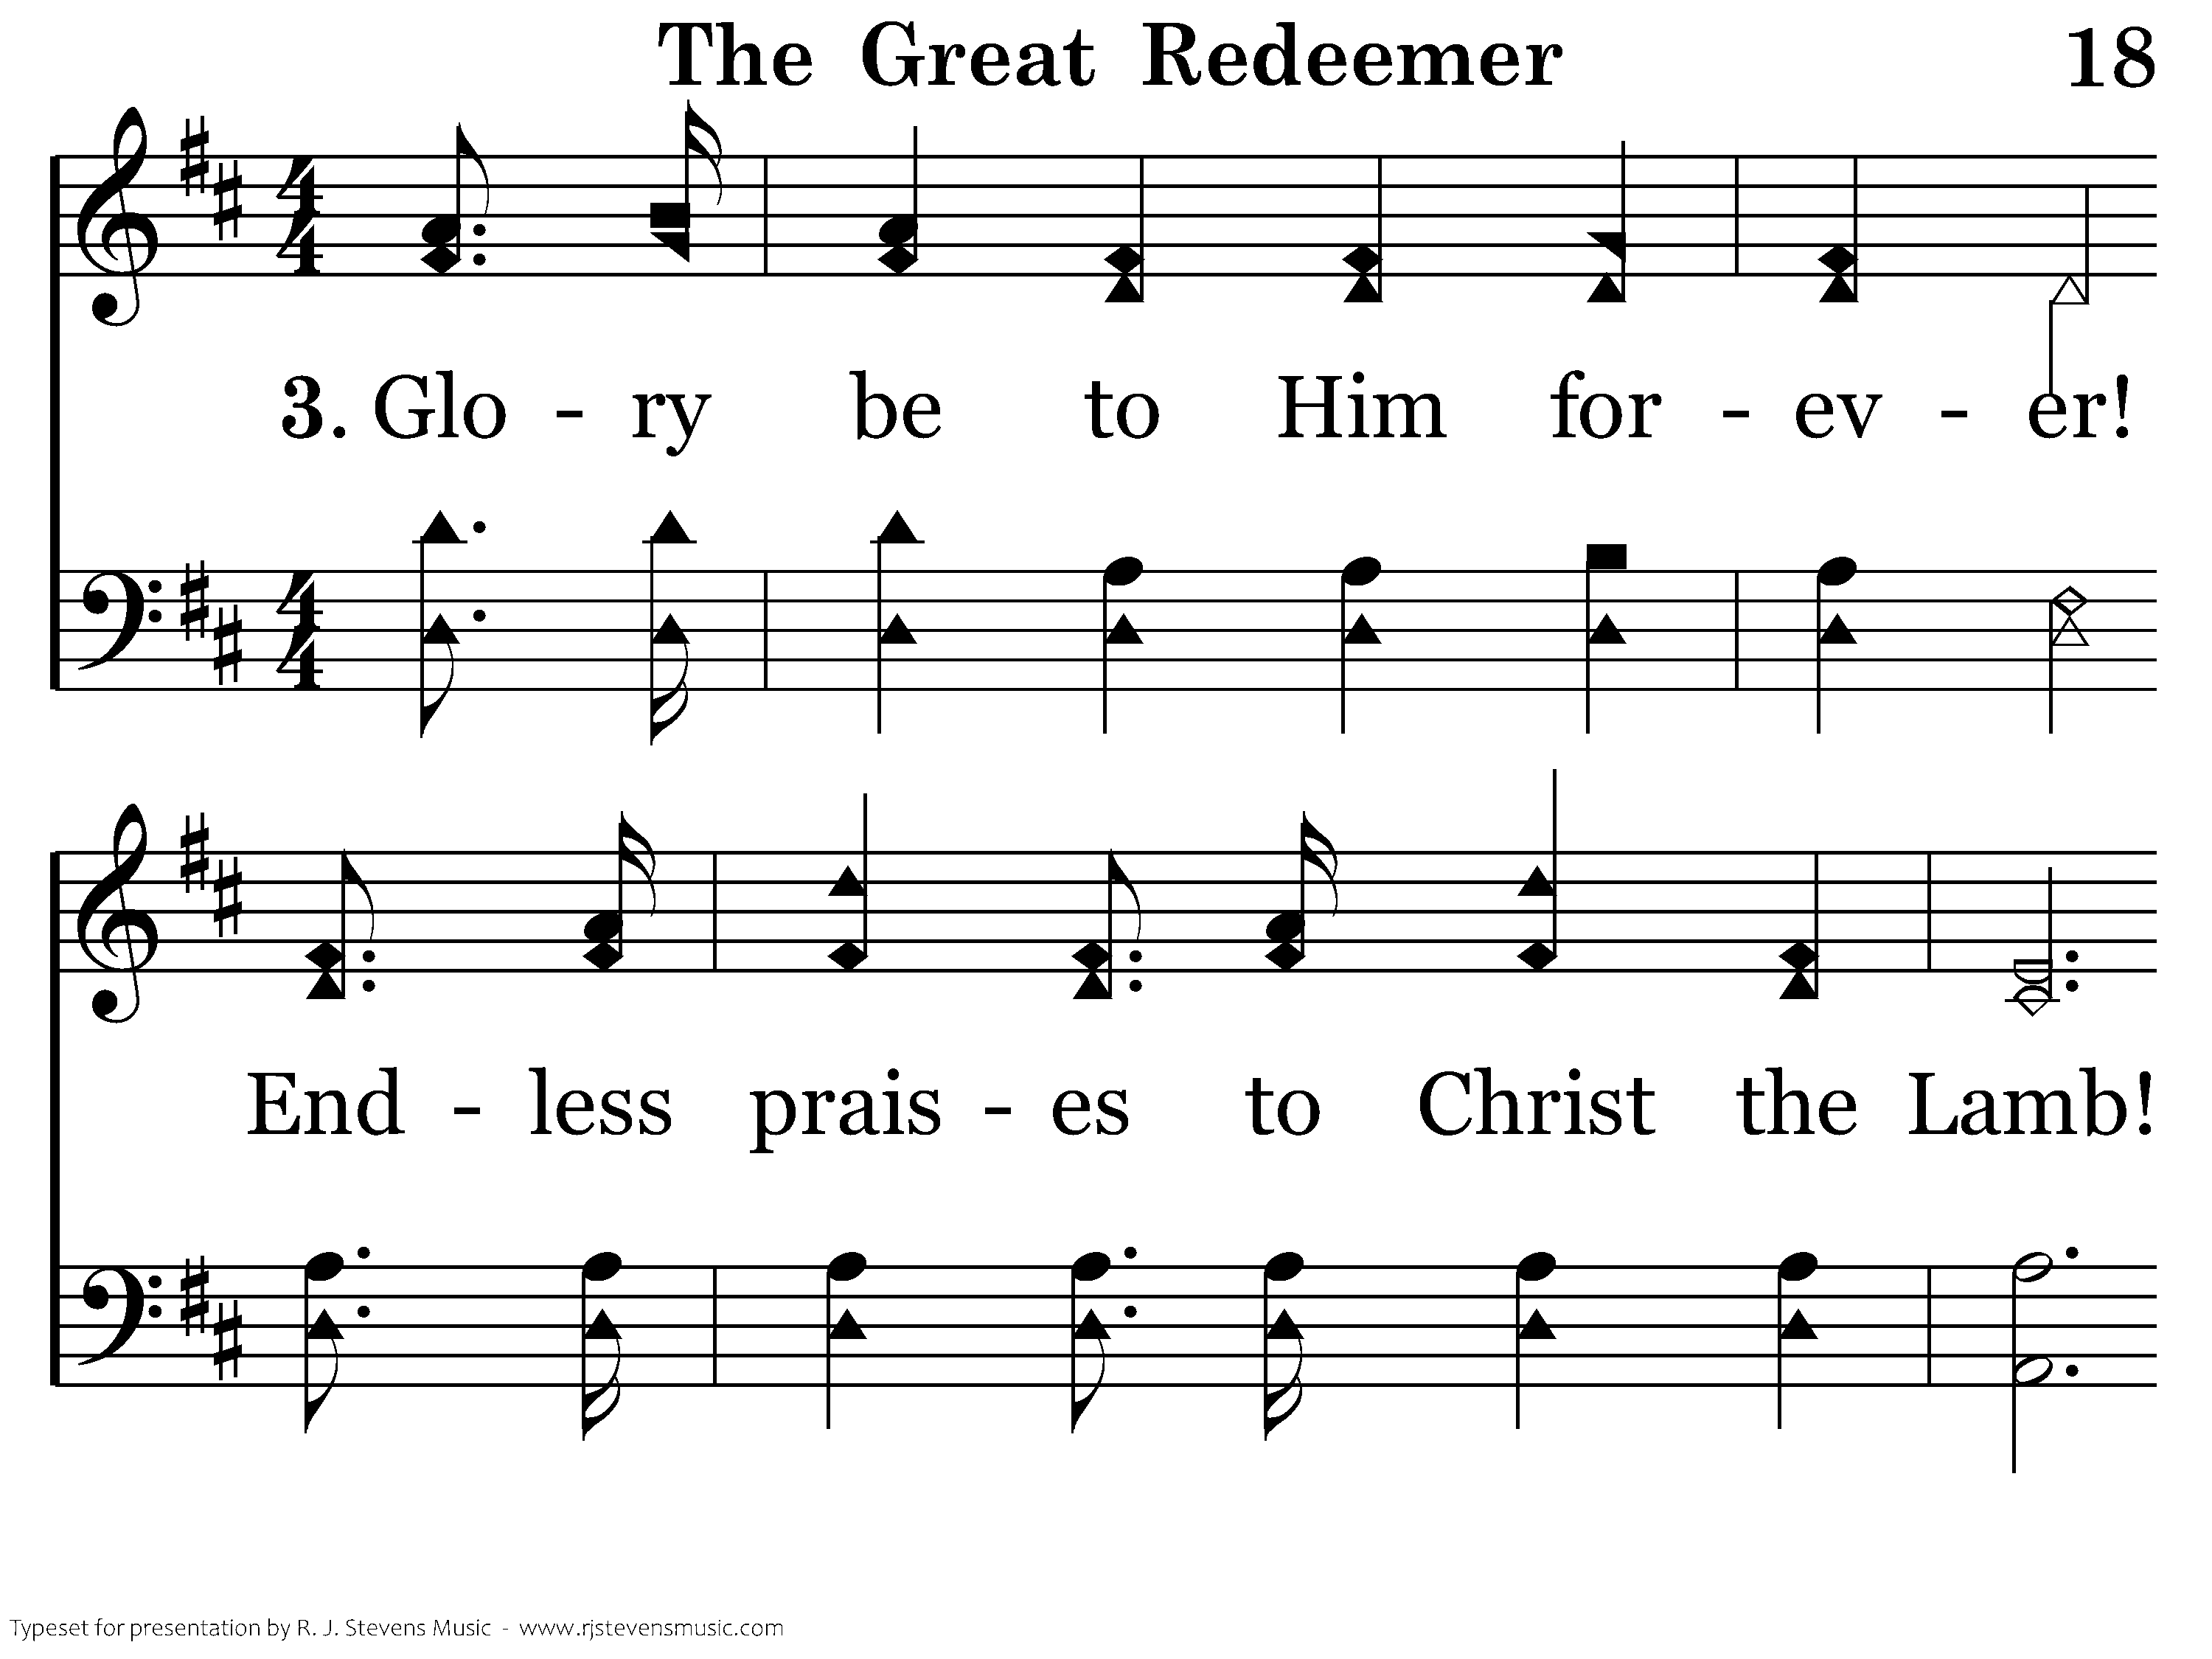 The Great Redeemer 18
3. Glo - ry be to Him for - ev - er!
End - less prais - es to Christ the Lamb!
Typeset for presentation by R. J. Stevens Music - www.rjstevensmusic.com